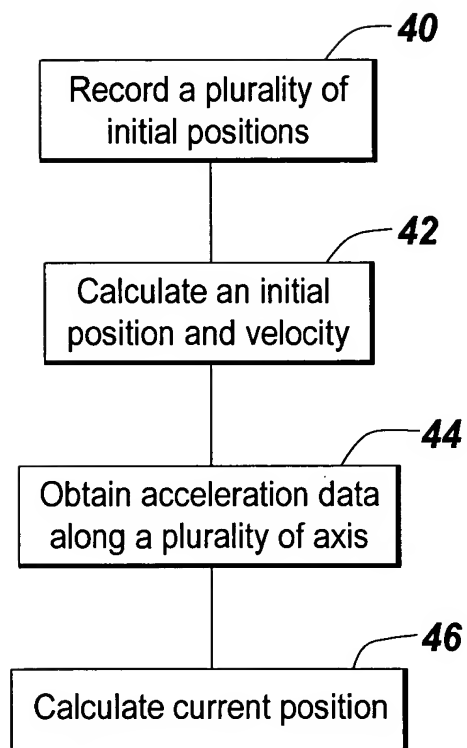 40
Record a plurality of
initial positions
42
Calculate an initial
position and velocity
44
Obtain acceleration data
along a plurality of axis
46
Calculate current position